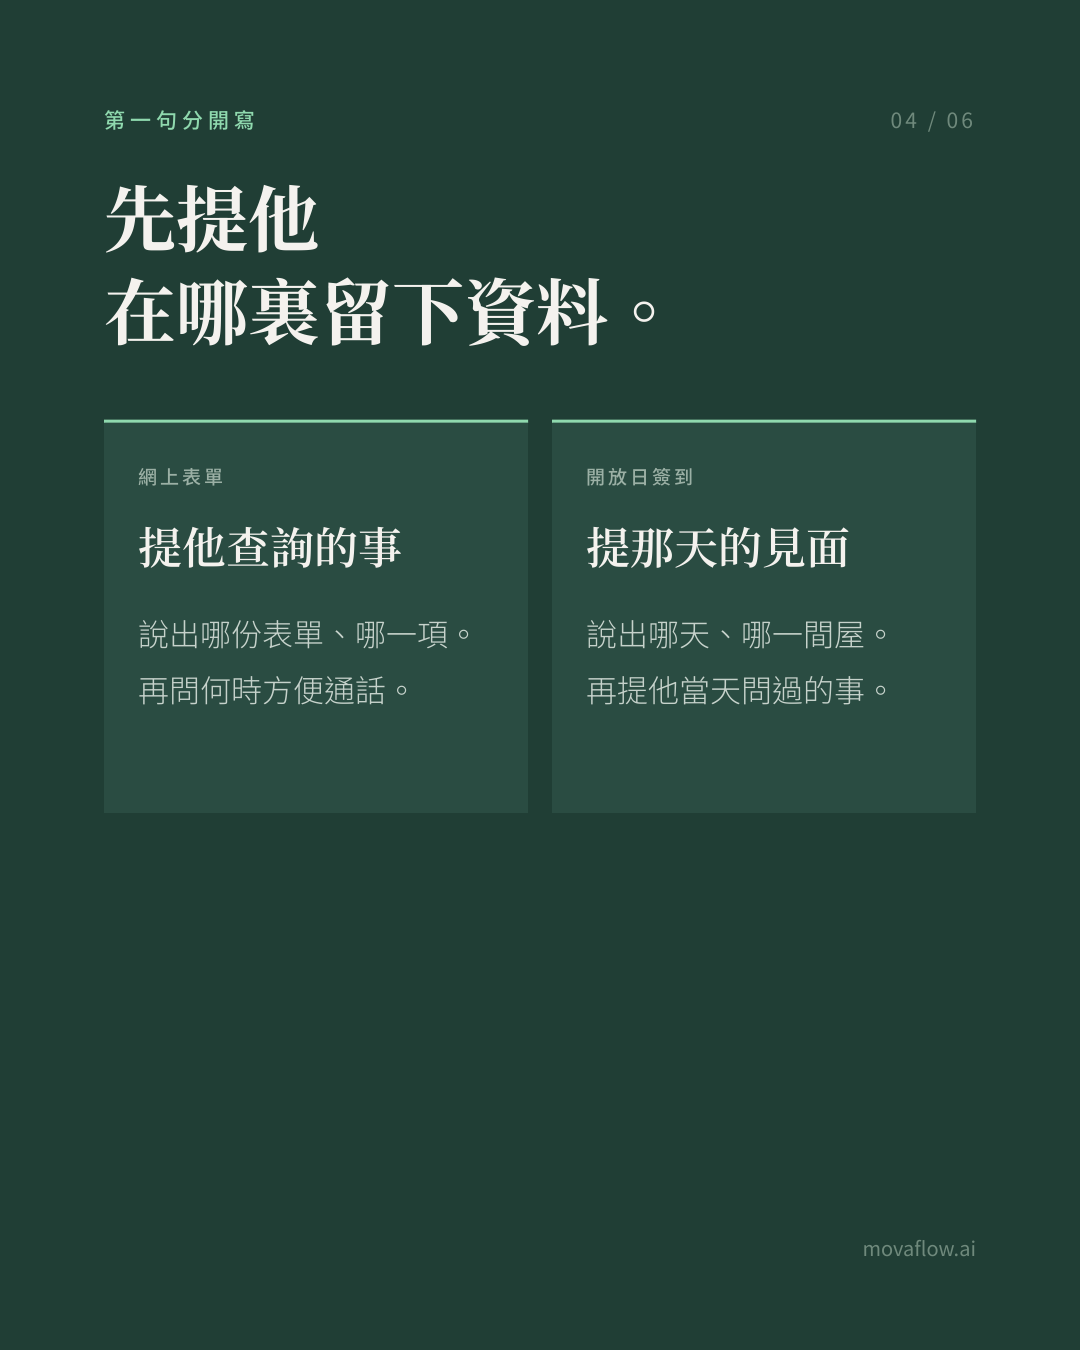 第一句分開寫
04 / 06
先提他
在哪裏留下資料。
網上表單
提他查詢的事
說出哪份表單、哪一項。
再問何時方便通話。
開放日簽到
提那天的見面
說出哪天、哪一間屋。
再提他當天問過的事。
movaflow.ai